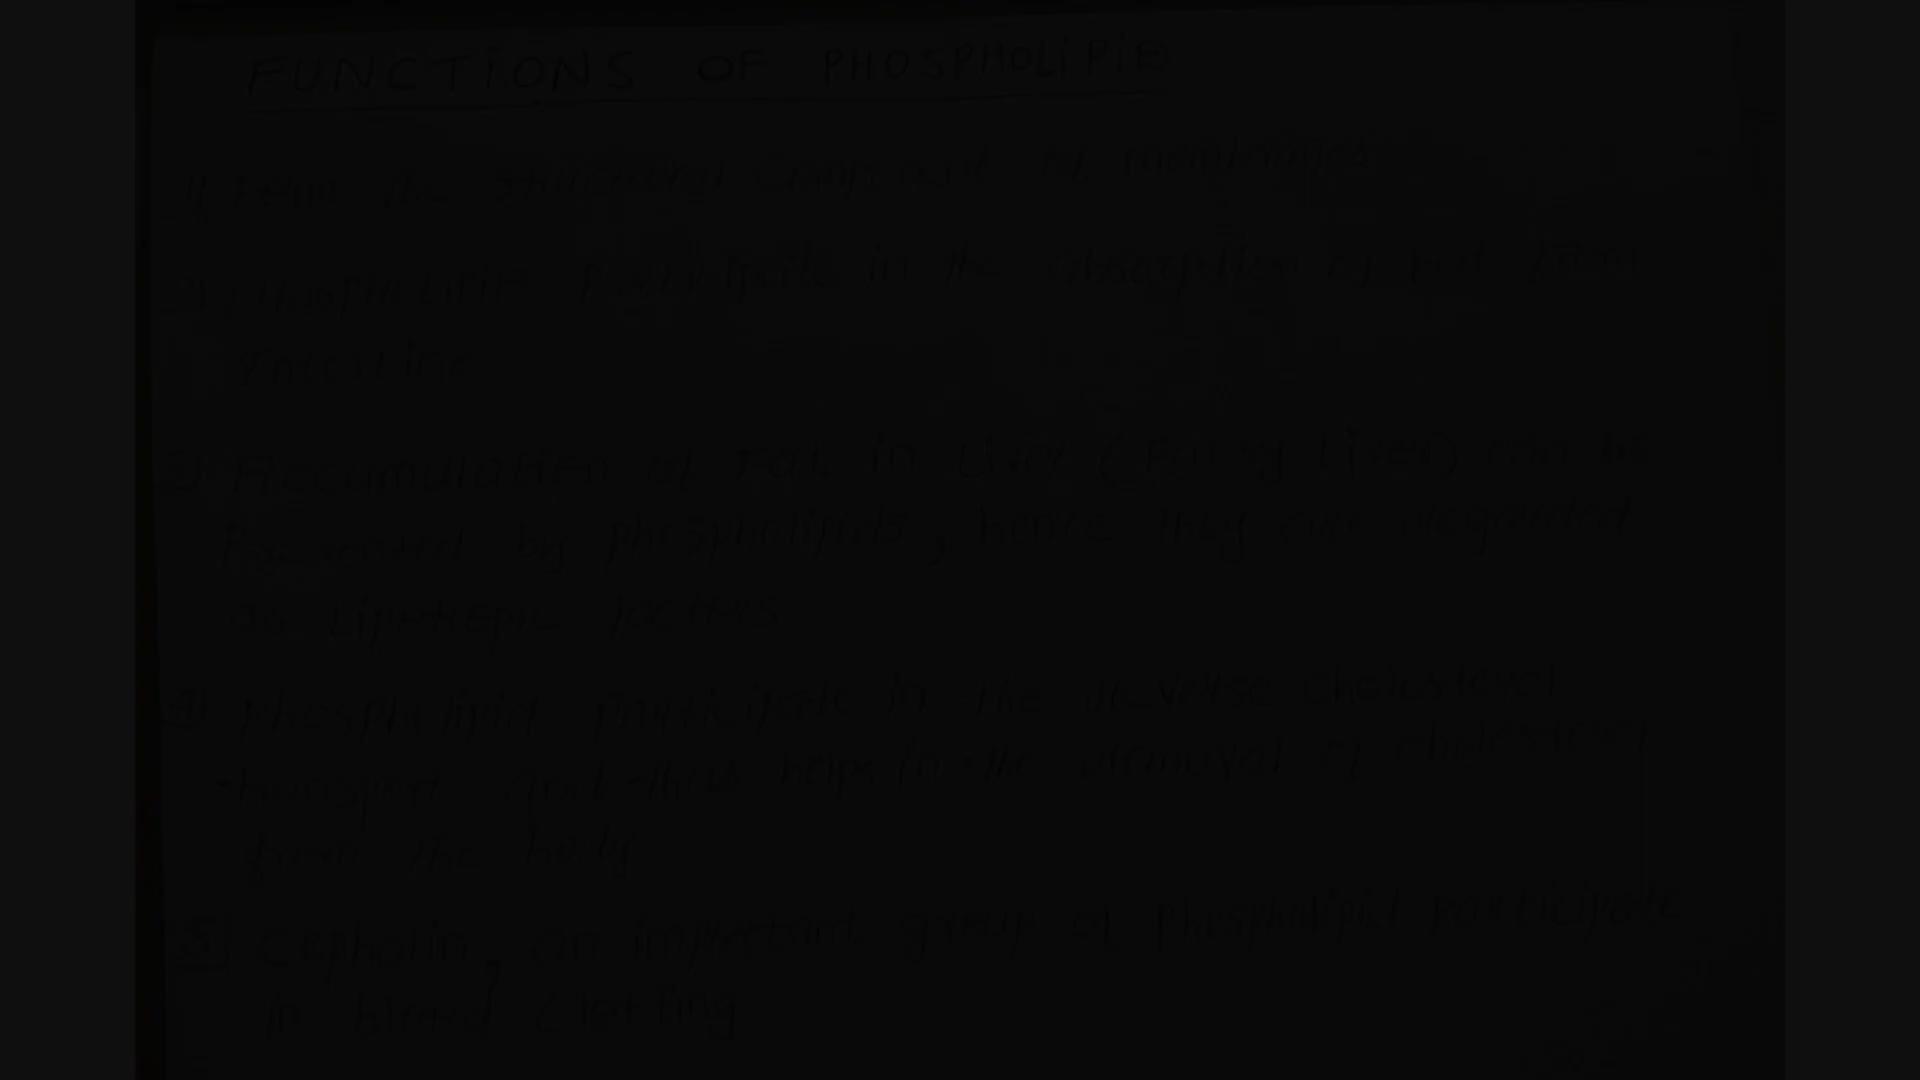 FUNCTIONS OF PHOSPHOLIPID
1) Form the structural component of membranes
2) Phospholipid participate in the absorption of fat from
Intestine
3) Accumulation of Fat in Liver (Fatty Liver) can be
Prevented by phospholipids, hence they are regarded
as Lipotropic factors
4) Phospholipid participate in the reverse cholesterol
transport and thus helps in the removal of cholesterol
from the body
5) Cephalin, an important group of phospholipid participate
in blood clotting